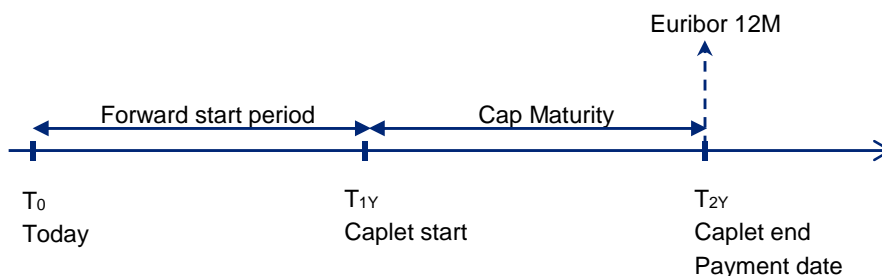 Euribor 12M
Forward start period
Cap Maturity
T0
Today
T1Y
Caplet start
T2Y
Caplet end
Payment date